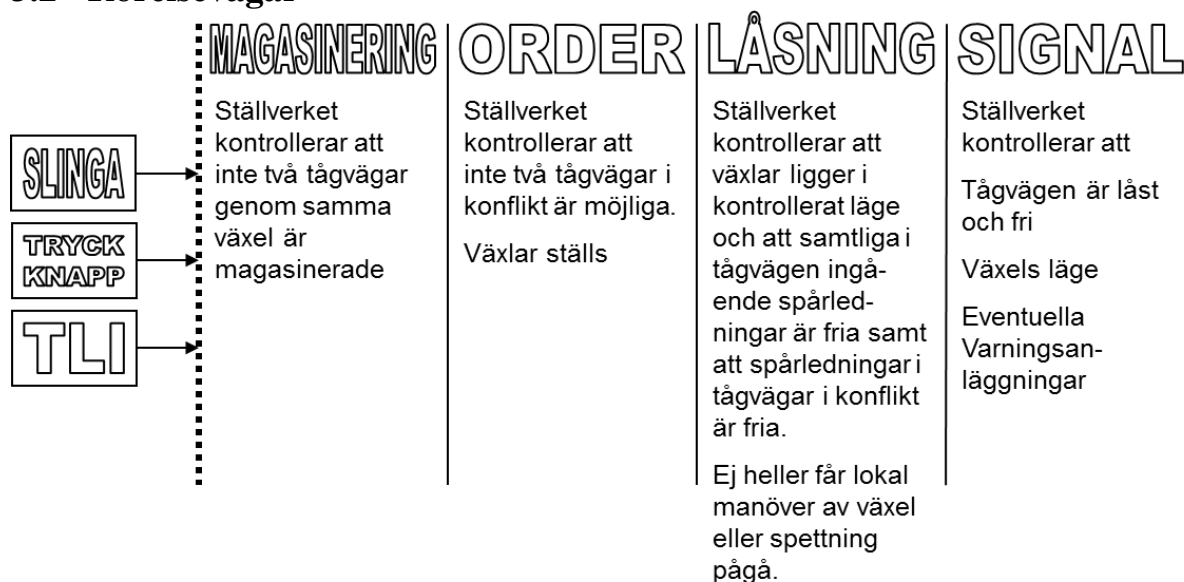 SLINGA
TRYCK
KNAPP
TLI
MAGASINERING
Ställverket
kontrollerar att
inte två tågvägar
genom samma
växel är
magasinerade
ORDER
Ställverket
kontrollerar att
inte två tågvägar i
konflikt är möjliga.
Växlar ställs
LÅSNING
Ställverket
kontrollerar att
växlar ligger i
kontrollerat läge
och att samtliga i
tågvägen ingå-
ende spårled-
ningar är fria samt
att spårledningar i
tågvägar i konflikt
är fria.
Ej heller får lokal
manöver av växel
eller spettning
pågå.
SIGNAL
Ställverket
kontrollerar att
Tågvägen är låst
och fri
Växels läge
Eventuella
Varningsan-
läggningar